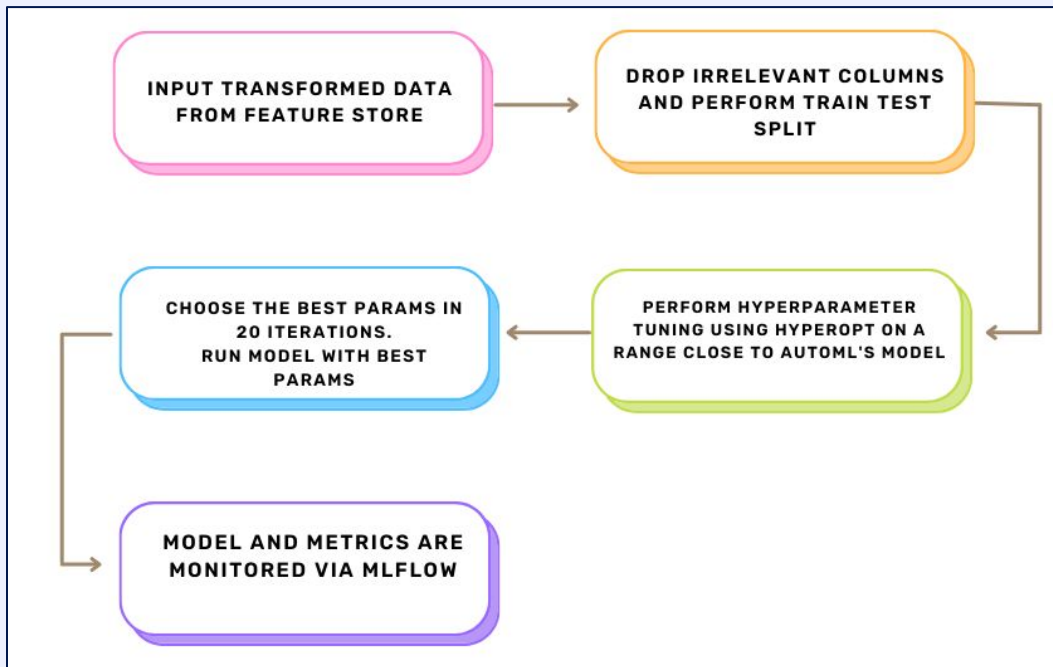 INPUT TRANSFORMED DATA
FROM FEATURE STORE
DROP IRRELEVANT COLUMNS
AND PERFORM TRAIN TEST
SPLIT
PERFORM HYPERPARAMETER
TUNING USING HYPEROPT ON A
RANGE CLOSE TO AUTOML'S MODEL
CHOOSE THE BEST PARAMS IN
20 ITERATIONS.
RUN MODEL WITH BEST
PARAMS
MODEL AND METRICS ARE
MONITORED VIA MLFLOW